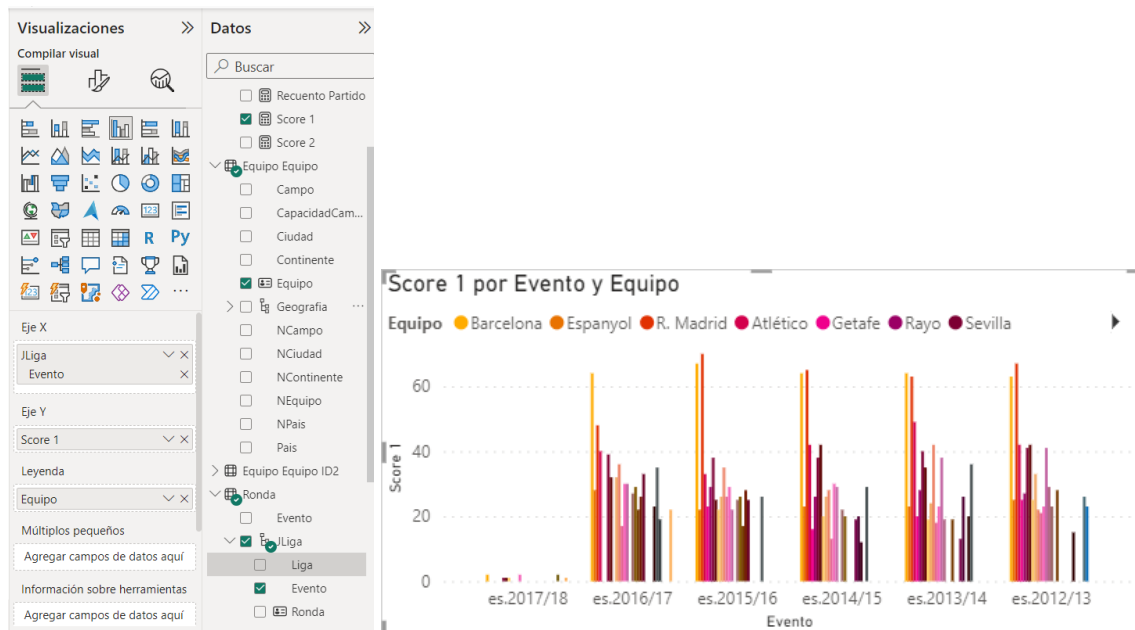 Visualizaciones
Compilar visual
123
R
Py
123
Eje X
JLiga
Evento
Eje Y
Score 1
Leyenda
Equipo
Múltiplos pequeños
Agregar campos de datos aquí
Información sobre herramientas
Agregar campos de datos aquí
Datos
Buscar
Recuento Partido
Score 1
Score 2
Equipo Equipo
Campo
CapacidadCam...
Ciudad
Continente
Equipo
Geografia
NCampo
NCiudad
NContinente
NEquipo
NPais
Pais
Equipo Equipo ID2
Ronda
Evento
JLiga
Liga
Evento
Ronda
Score 1 por Evento y Equipo
Equipo Barcelona Espanyol R. Madrid Atlético Getafe Rayo Sevilla
60
40
20
0
Score 1
es.2017/18 es.2016/17 es.2015/16 es.2014/15 es.2013/14 es.2012/13
Evento